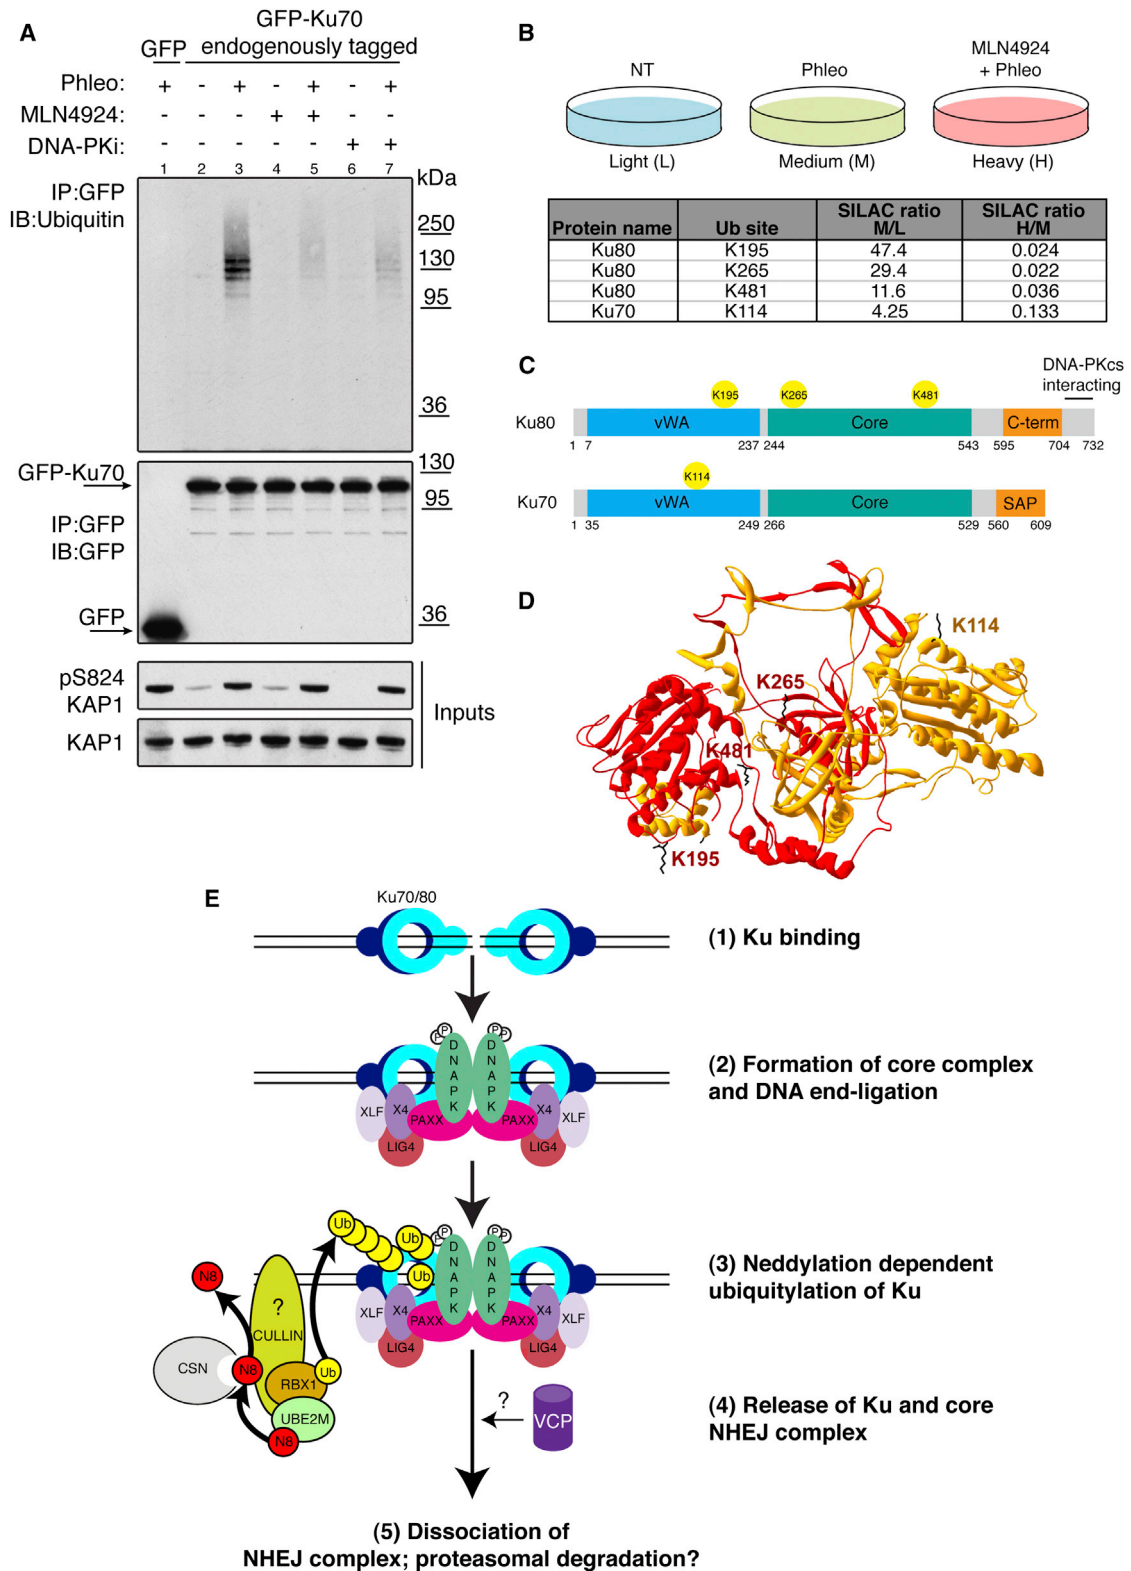 A
GFP
GFP-Ku70
endogenously tagged
Phleo: + - + - + - +
MLN4924: - - - + + - -
DNA-PKi: - - - - - + +
1 2 3 4 5 6 7
kDa
IP:GFP
IB:Ubiquitin
250
130
95
36
GFP-Ku70
130
95
IP:GFP
IB:GFP
GFP
36
pS824
KAP1
KAP1
Inputs
B
NT
Phleo
MLN4924
+ Phleo
Light (L)
Medium (M)
Heavy (H)
Protein name Ub site SILAC ratio M/L SILAC ratio H/M
Ku80 K195 47.4 0.024
Ku80 K265 29.4 0.022
Ku80 K481 11.6 0.036
Ku70 K114 4.25 0.133
C
DNA-PKcs
interacting
K195 K265 K481
Ku80 vWA Core C-term
1 7 237 244 543 595 704 732
K114
Ku70 vWA Core SAP
1 35 249 266 529 560 609
D
K114
K265
K481
K195
E
Ku70/80
(1) Ku binding
P P P P
DNAPK DNAPK
XLF X4 PAXX PAXX X4 XLF
LIG4 LIG4
(2) Formation of core complex
and DNA end-ligation
Ub Ub Ub
P P P P
DNAPK DNAPK
XLF X4 PAXX PAXX X4 XLF
LIG4 LIG4
(3) Neddylation dependent
ubiquitylation of Ku
N8
?
CULLIN
CSN N8 RBX1 Ub
UBE2M
N8
?
VCP
(4) Release of Ku and core
NHEJ complex
(5) Dissociation of
NHEJ complex; proteasomal degradation?